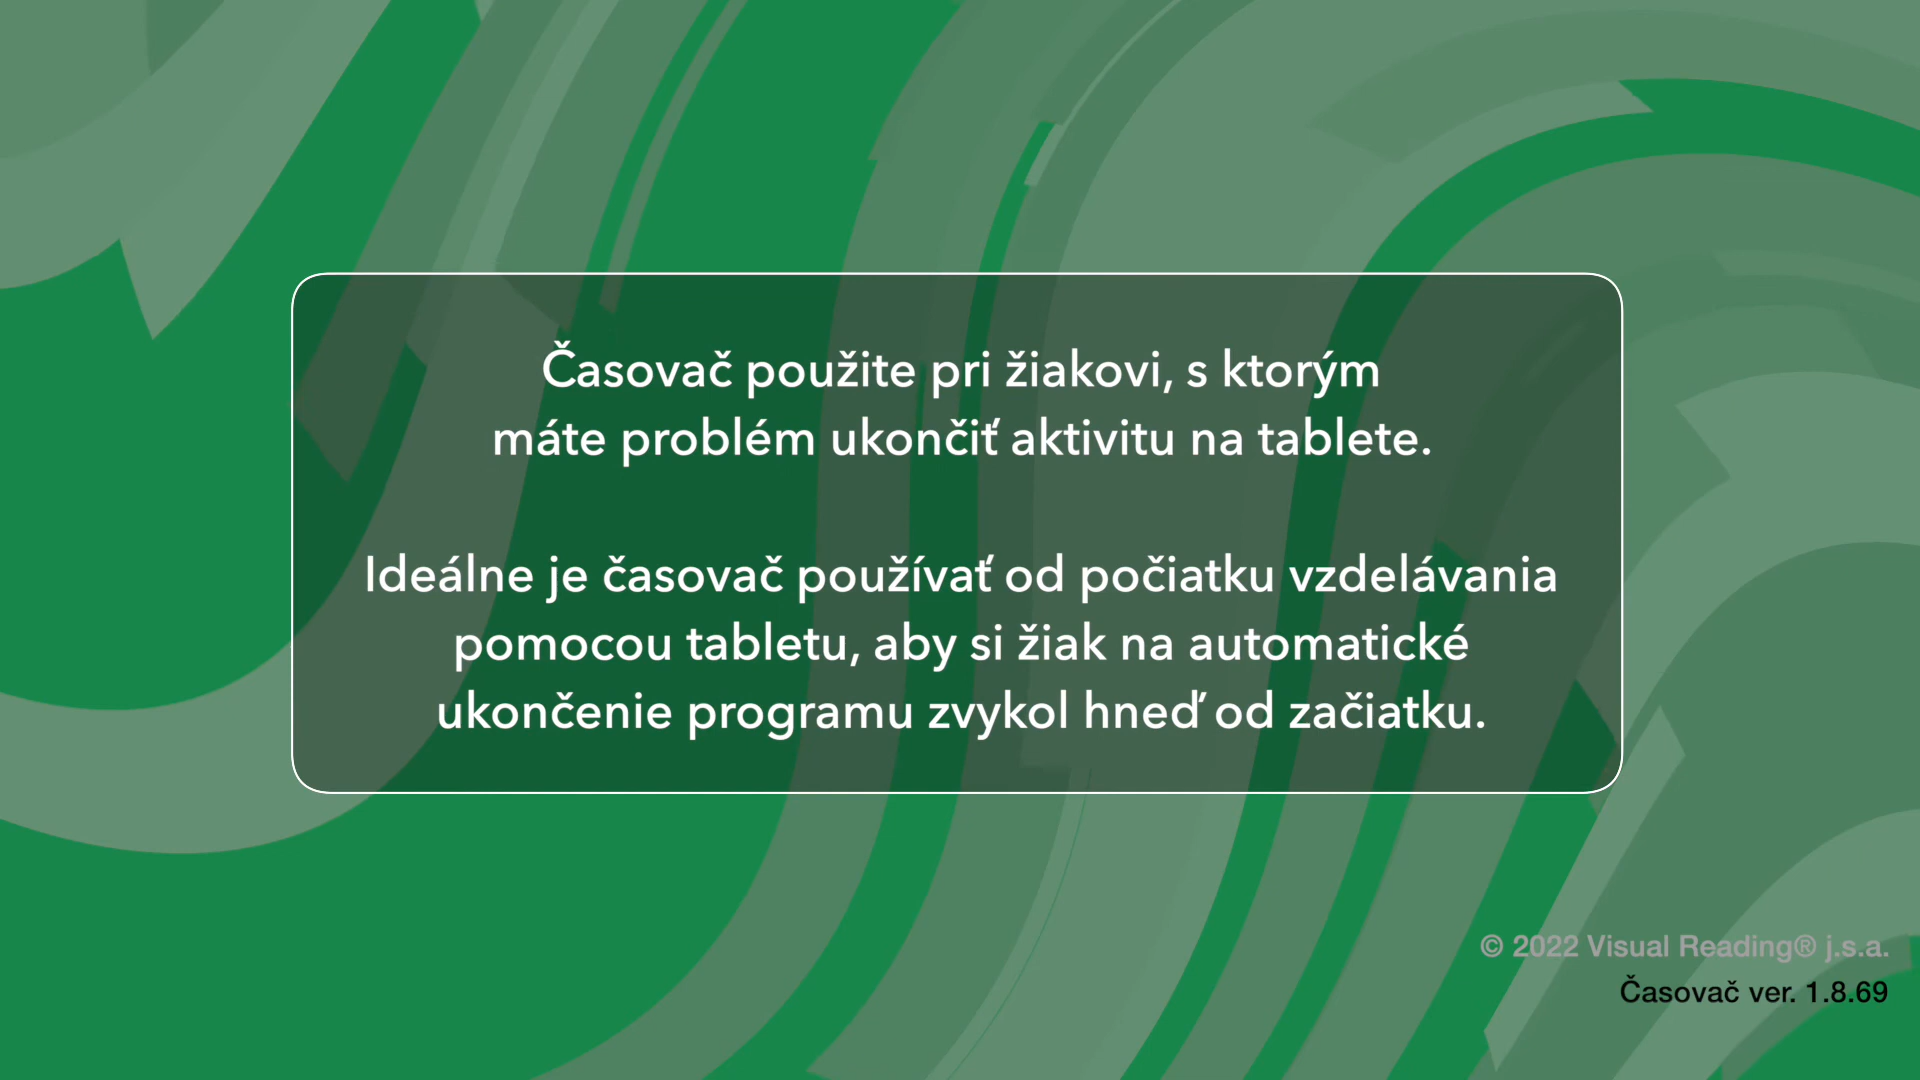 Časovač použite pri žiakovi, s ktorým
máte problém ukončiť aktivitu na tablete.
Ideálne je časovač používať od počiatku vzdelávania
pomocou tabletu, aby si žiak na automatické
ukončenie programu zvykol hneď od začiatku.
© 2022 Visual Reading® j.s.a.
Časovač ver. 1.8.69